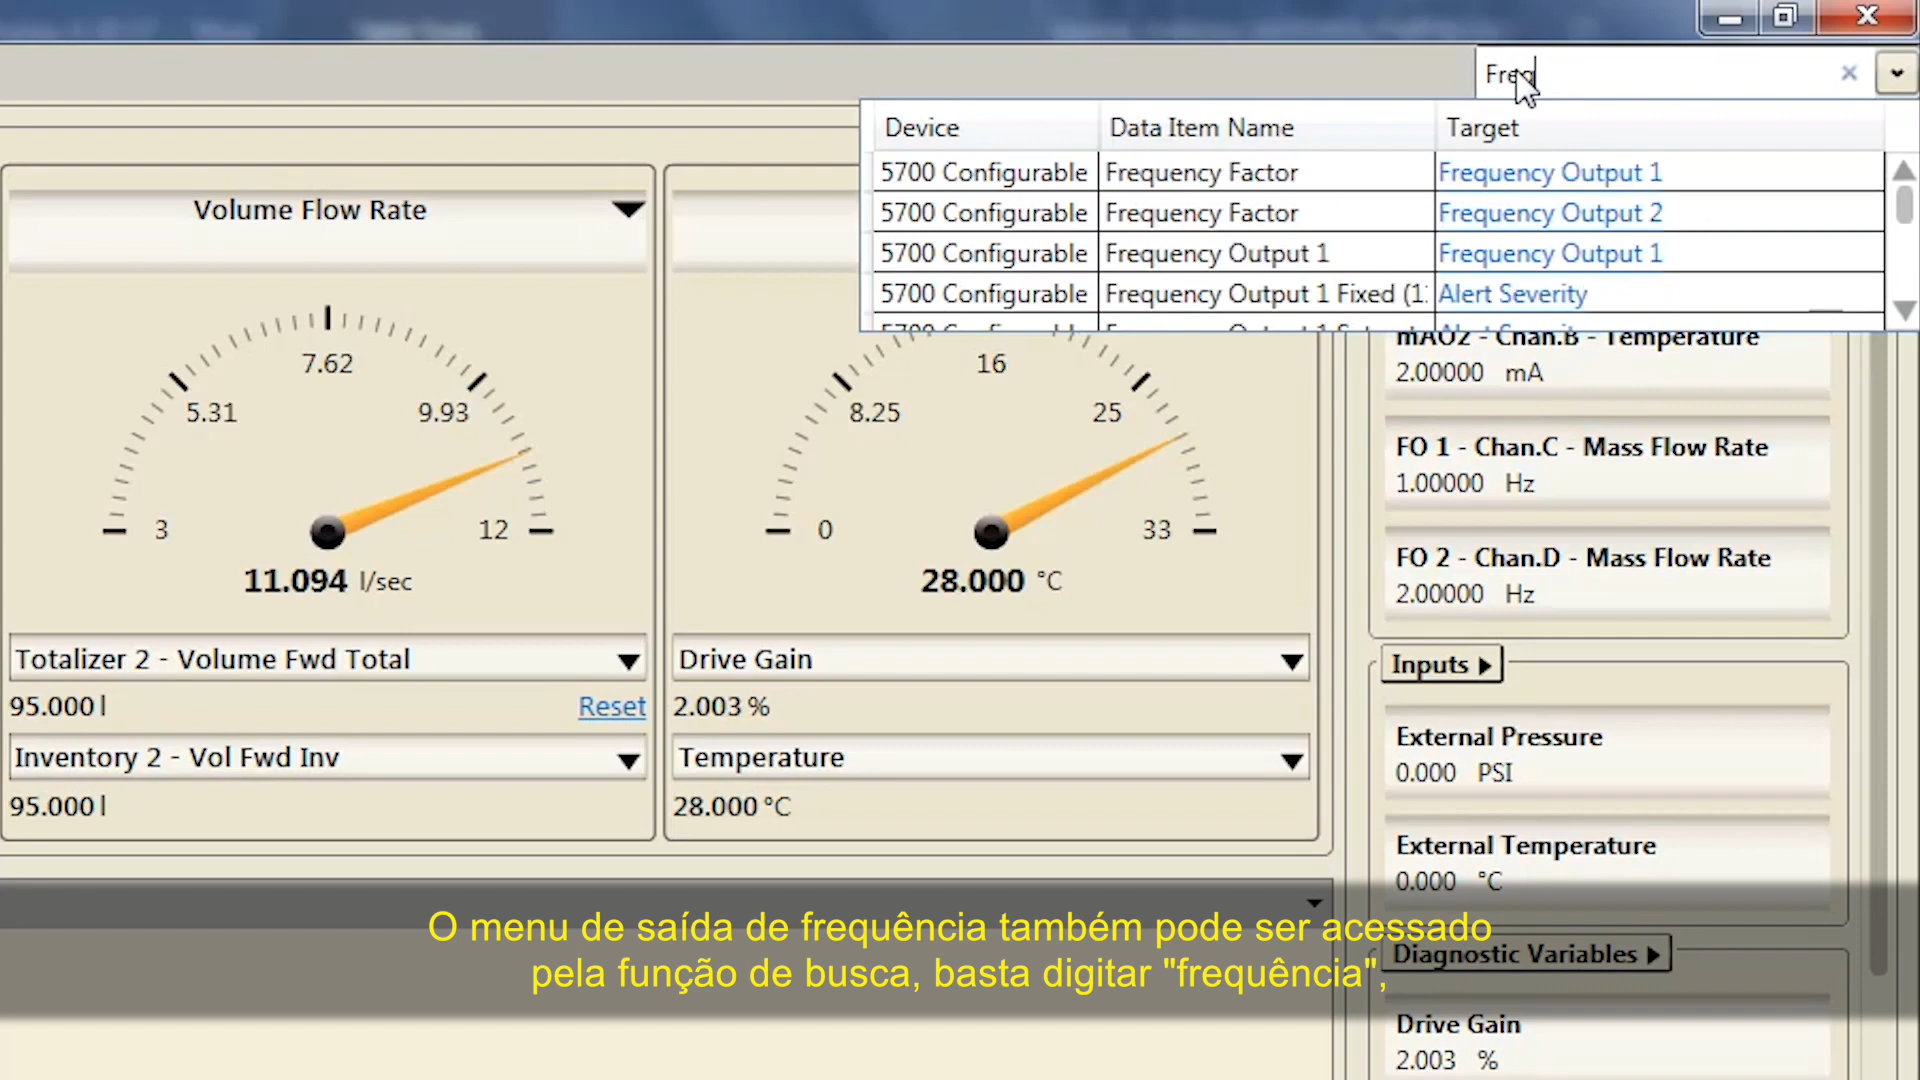 Freq
Device Data Item Name Target
5700 Configurable Frequency Factor Frequency Output 1
5700 Configurable Frequency Factor Frequency Output 2
5700 Configurable Frequency Output 1 Frequency Output 1
5700 Configurable Frequency Output 1 Fixed (1: Alert Severity
Volume Flow Rate
7.62
5.31
9.93
3
12
11.094 l/sec
Totalizer 2 - Volume Fwd Total
95.000 l Reset
Inventory 2 - Vol Fwd Inv
95.000 l
16
8.25
25
0
33
28.000 °C
Drive Gain
2.003 %
Temperature
28.000 °C
mAO2 - Chan.B - Temperature
2.00000 mA
FO 1 - Chan.C - Mass Flow Rate
1.00000 Hz
FO 2 - Chan.D - Mass Flow Rate
2.00000 Hz
Inputs
External Pressure
0.000 PSI
External Temperature
0.000 °C
Diagnostic Variables
Drive Gain
2.003 %
O menu de saída de frequência também pode ser acessado
pela função de busca, basta digitar "frequência",